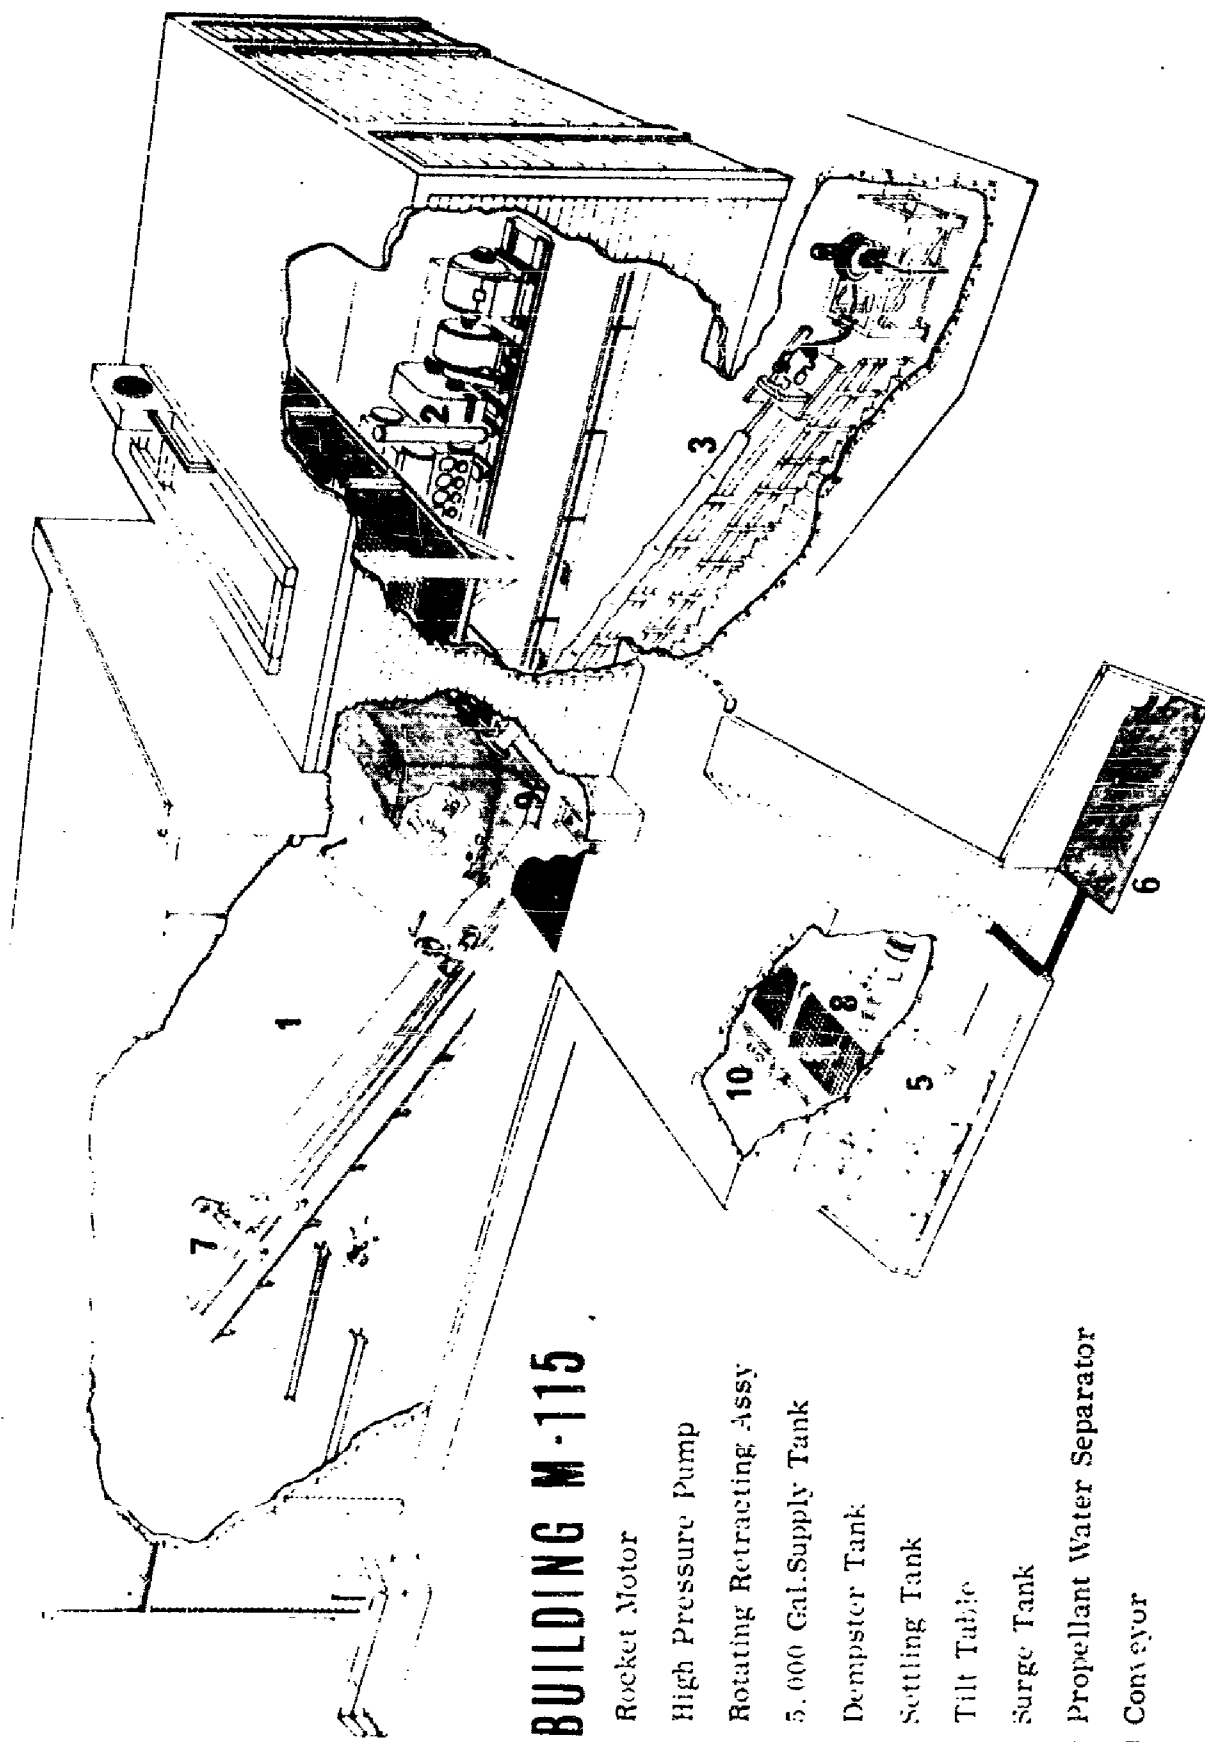 BUILDING M-115
Rocket Motor
High Pressure Pump
Rotating Retracting Assy
5,000 Gal. Supply Tank
Dempster Tank
Settling Tank
Tilt Table
Surge Tank
Propellant Water Separator
Conveyor
1
2
3
5
6
7
8
9
10